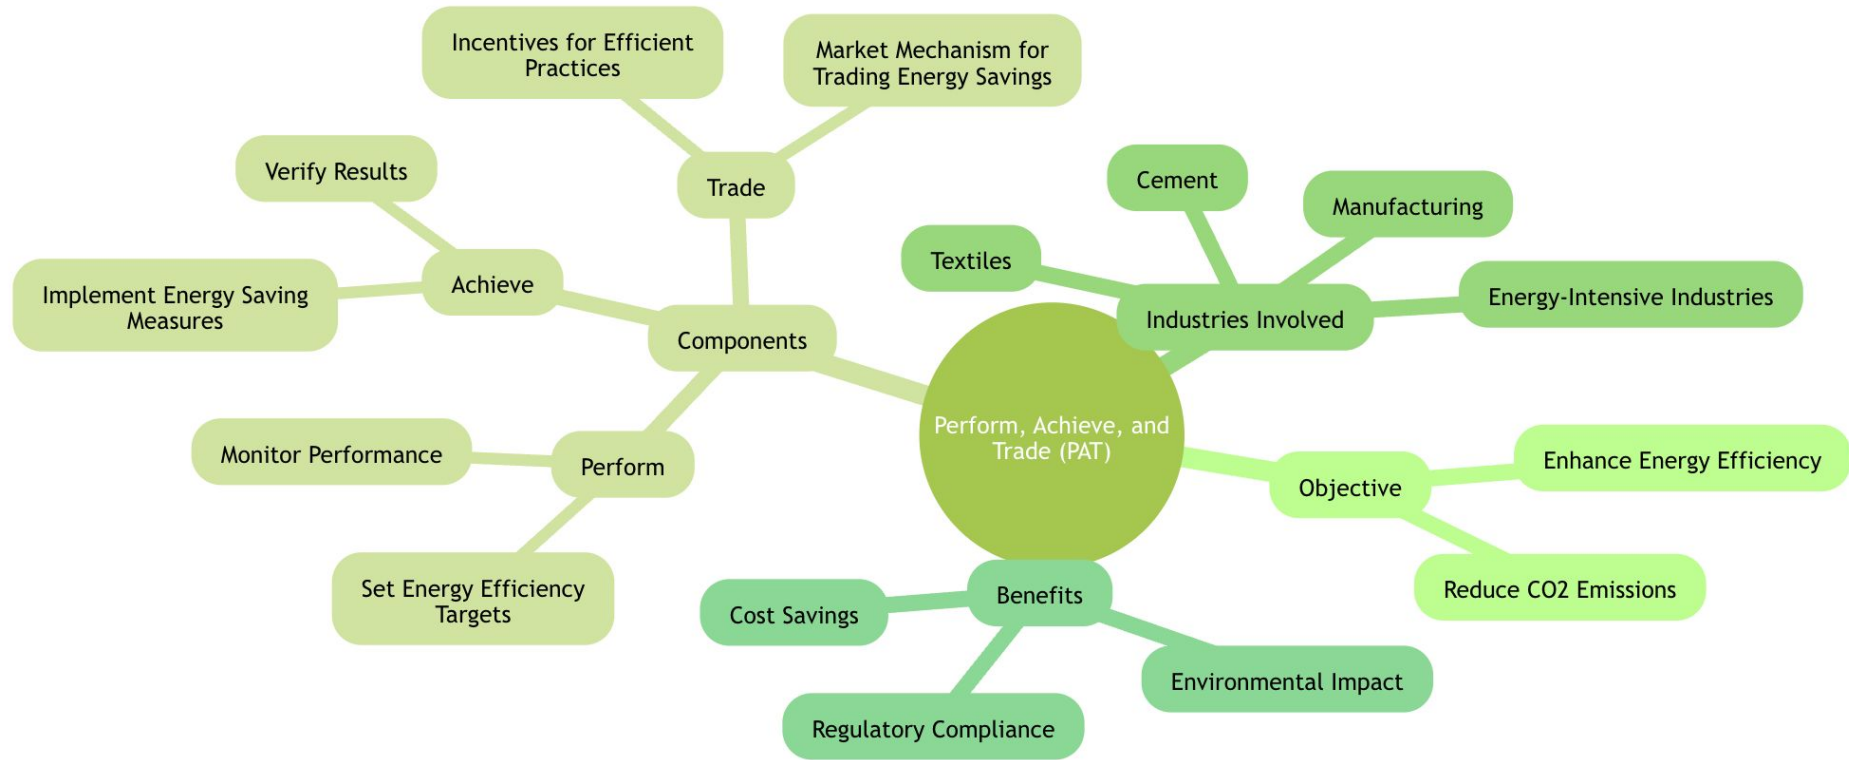 Perform, Achieve, and
Trade (PAT)
Components
Trade
Incentives for Efficient
Practices
Market Mechanism for
Trading Energy Savings
Achieve
Verify Results
Implement Energy Saving
Measures
Perform
Monitor Performance
Set Energy Efficiency
Targets
Industries Involved
Textiles
Cement
Manufacturing
Energy-Intensive Industries
Objective
Enhance Energy Efficiency
Reduce CO2 Emissions
Benefits
Cost Savings
Regulatory Compliance
Environmental Impact